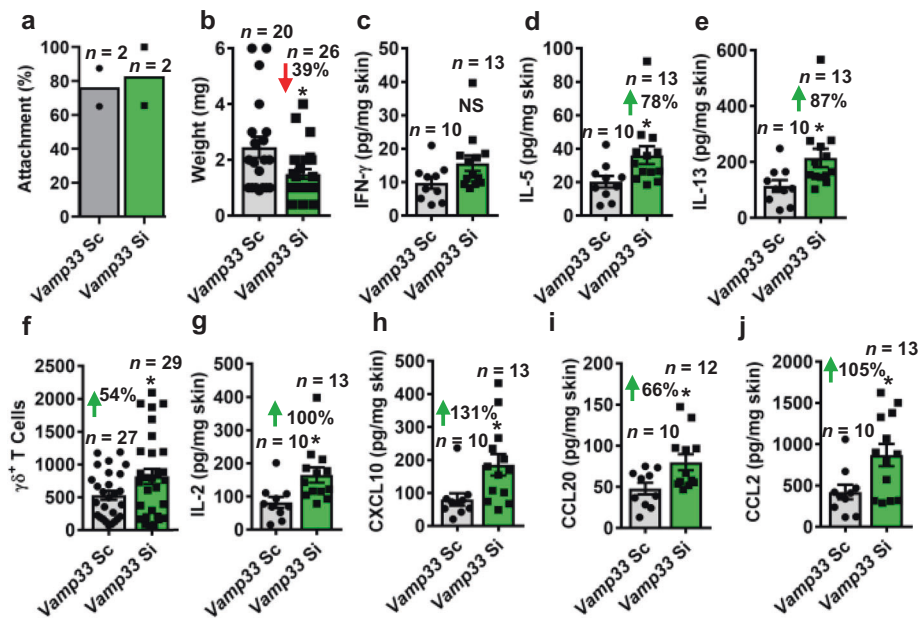 a
Attachment (%)
100
80
60
40
20
0
n = 2
n = 2
Vamp33 Sc
Vamp33 Si
b
Weight (mg)
6
4
2
0
n = 20
n = 26
39%
*
Vamp33 Sc
Vamp33 Si
c
IFN-γ (pg/mg skin)
50
40
30
20
10
0
n = 13
NS
n = 10
Vamp33 Sc
Vamp33 Si
d
IL-5 (pg/mg skin)
100
80
60
40
20
0
n = 13
78%
n = 10
*
Vamp33 Sc
Vamp33 Si
e
IL-13 (pg/mg skin)
600
400
200
0
n = 13
87%
n = 10
*
Vamp33 Sc
Vamp33 Si
f
γδ+ T Cells
2500
2000
1500
1000
500
0
n = 29
54%
*
n = 27
Vamp33 Sc
Vamp33 Si
g
IL-2 (pg/mg skin)
500
400
300
200
100
0
n = 13
100%
n = 10
*
Vamp33 Sc
Vamp33 Si
h
CXCL10 (pg/mg skin)
500
400
300
200
100
0
n = 13
131%
n = 10
*
Vamp33 Sc
Vamp33 Si
i
CCL20 (pg/mg skin)
200
150
100
50
0
n = 12
66%
*
n = 10
Vamp33 Sc
Vamp33 Si
j
CCL2 (pg/mg skin)
2000
1500
1000
500
0
n = 13
105%
*
n = 10
Vamp33 Sc
Vamp33 Si